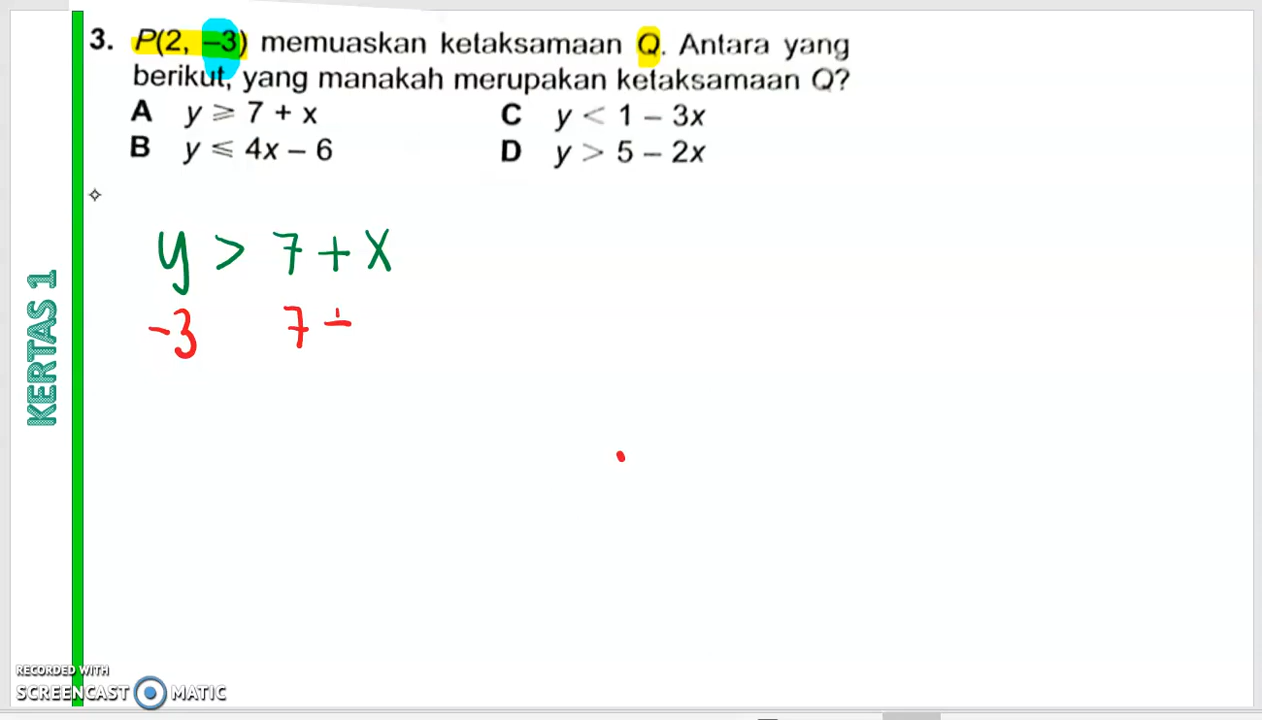 3. P(2, –3) memuaskan ketaksamaan Q. Antara yang
berikut, yang manakah merupakan ketaksamaan Q?
A y ⩾ 7 + x C y < 1 – 3x
B y ⩽ 4x – 6 D y > 5 – 2x
y > 7 + x
-3 7 +
KERTAS 1
RECORDED WITH
SCREENCAST MATIC